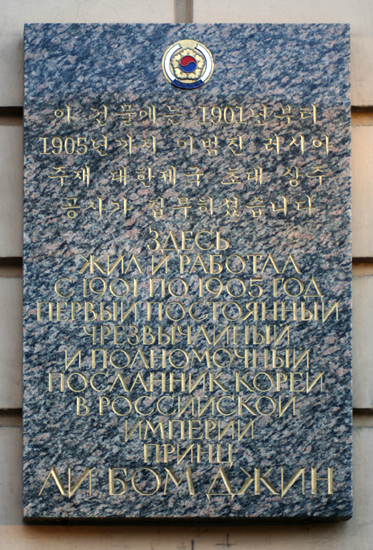 이 건물에는 1901년부터
1905년까지 이범진 러시아
주재 대한제국 초대 상주
공사가 집무하셨습니다
ЗДЕСЬ
ЖИЛ И РАБОТАЛ
С 1901 ПО 1905 ГОД
ПЕРВЫЙ ПОСТОЯННЫЙ
ЧРЕЗВЫЧАЙНЫЙ
И ПОЛНОМОЧНЫЙ
ПОСЛАННИК КОРЕИ
В РОССИЙСКОЙ
ИМПЕРИИ
ПРИНЦ
ЛИ БОМ ДЖИН